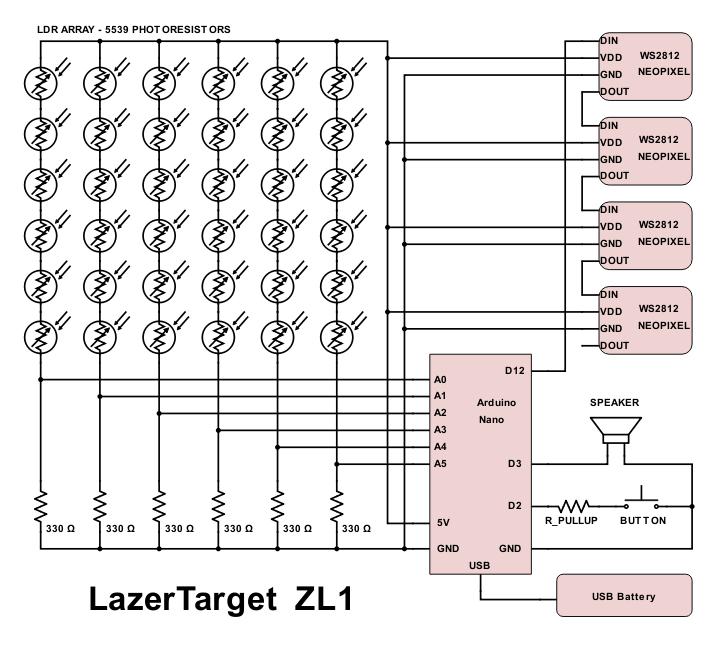 LDR ARRAY - 5539 PHOTORESISTORS
DIN
VDD
GND
DOUT
WS2812
NEOPIXEL
DIN
VDD
GND
DOUT
WS2812
NEOPIXEL
DIN
VDD
GND
DOUT
WS2812
NEOPIXEL
DIN
VDD
GND
DOUT
WS2812
NEOPIXEL
A0
A1
A2
A3
A4
A5
5V
GND
Arduino
Nano
D12
D3
D2
GND
USB
SPEAKER
R_PULLUP
BUTTON
330 Ω
330 Ω
330 Ω
330 Ω
330 Ω
330 Ω
USB Battery
LazerTarget ZL1